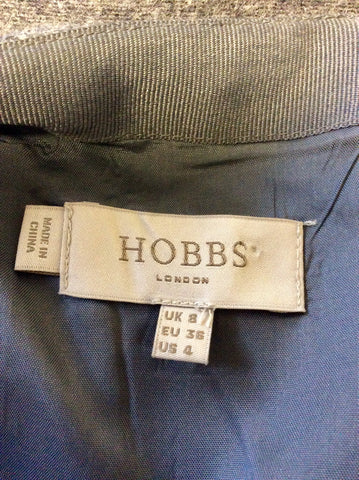 MADE IN
CHINA
HOBBS
LONDON
UK 8
EU 36
US 4